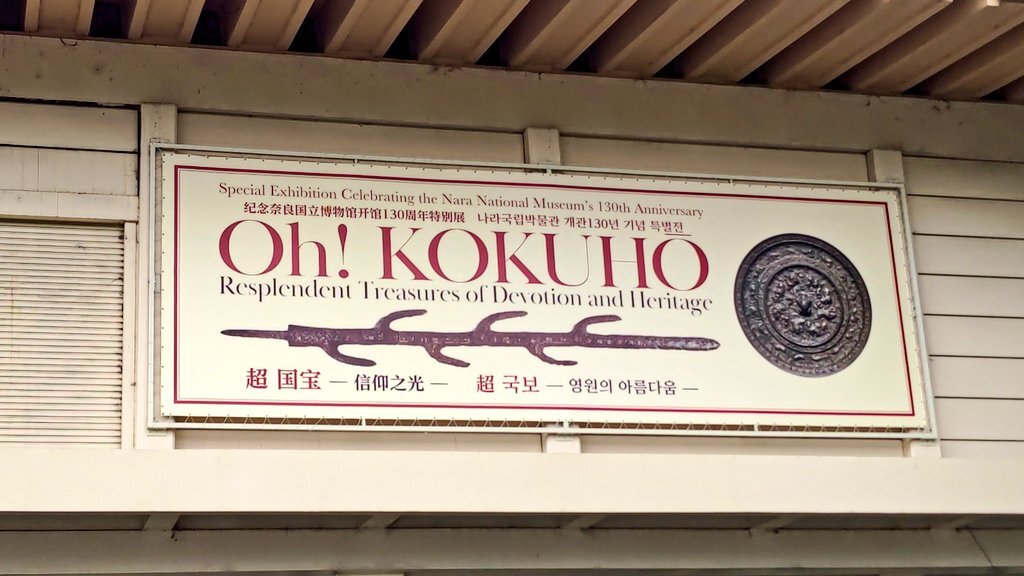 Special Exhibition Celebrating the Nara National Museum's 130th Anniversary
纪念奈良国立博物馆开馆130周年特別展 나라국립박물관 개관130년 기념 특별전
Oh! KOKUHO
Resplendent Treasures of Devotion and Heritage
超 国宝 — 信仰之光 — 超 국보 — 영원의 아름다움 —